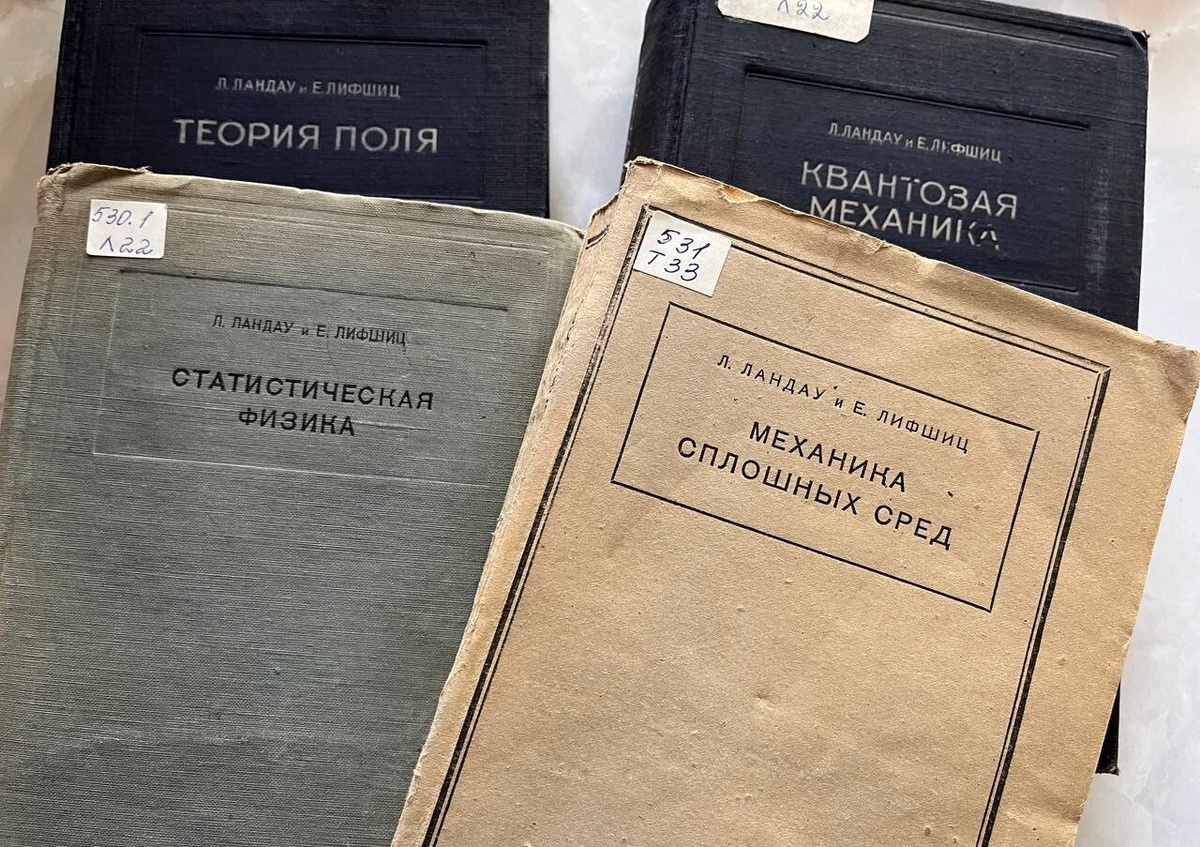 Л. ЛАНДАУ и Е. ЛИФШИЦ
ТЕОРИЯ ПОЛЯ
Л22
Л. ЛАНДАУ и Е. ЛИФШИЦ
КВАНТОВАЯ
МЕХАНИКА
530.1
Л22
Л. ЛАНДАУ и Е. ЛИФШИЦ
СТАТИСТИЧЕСКАЯ
ФИЗИКА
531
Т33
Л. ЛАНДАУ и Е. ЛИФШИЦ
МЕХАНИКА
СПЛОШНЫХ СРЕД